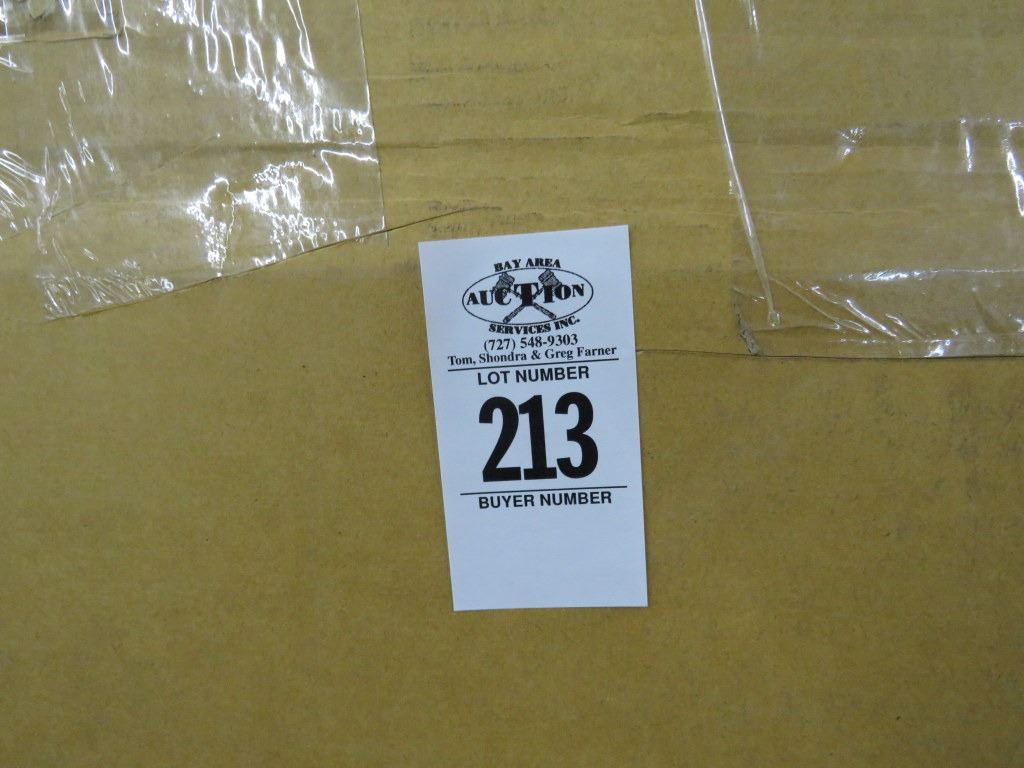 BAY AREA
AUCTION
SERVICES INC.
(727) 548-9303
Tom, Shondra & Greg Farner
LOT NUMBER
213
BUYER NUMBER